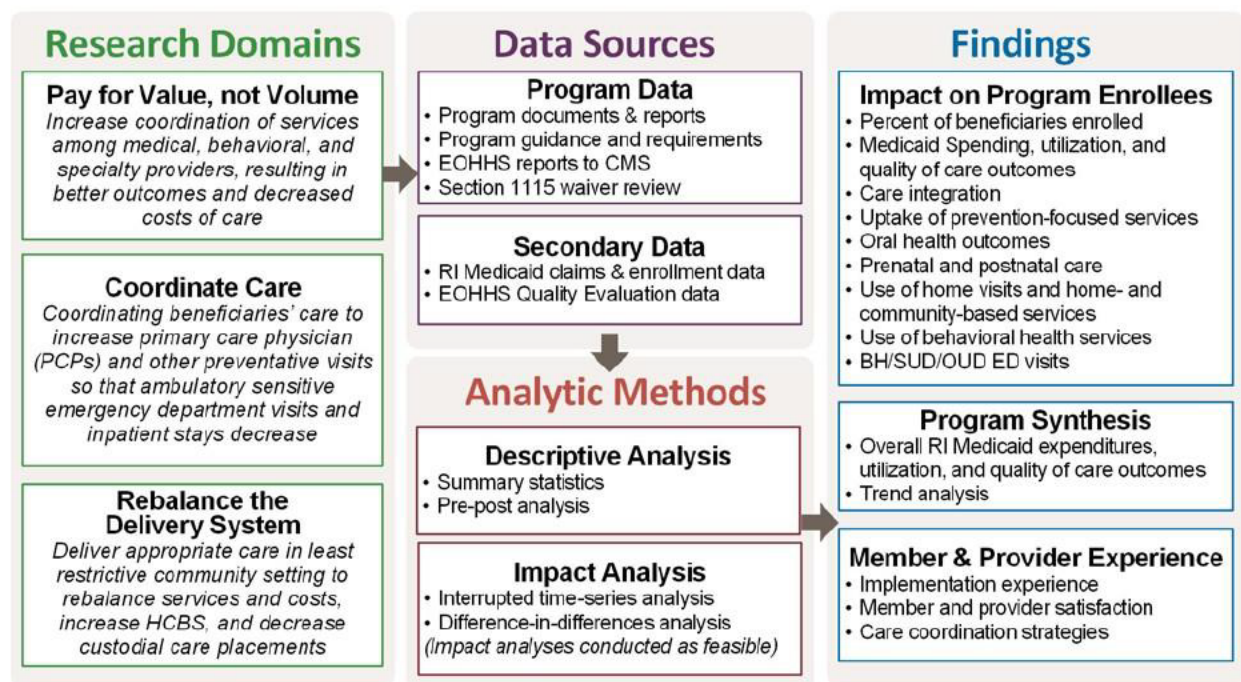 Research Domains
Pay for Value, not Volume
Increase coordination of services
among medical, behavioral, and
specialty providers, resulting in
better outcomes and decreased
costs of care
Coordinate Care
Coordinating beneficiaries’ care to
increase primary care physician
(PCPs) and other preventative visits
so that ambulatory sensitive
emergency department visits and
inpatient stays decrease
Rebalance the
Delivery System
Deliver appropriate care in least
restrictive community setting to
rebalance services and costs,
increase HCBS, and decrease
custodial care placements
Data Sources
Program Data
• Program documents & reports
• Program guidance and requirements
• EOHHS reports to CMS
• Section 1115 waiver review
Secondary Data
• RI Medicaid claims & enrollment data
• EOHHS Quality Evaluation data
Analytic Methods
Descriptive Analysis
• Summary statistics
• Pre-post analysis
Impact Analysis
• Interrupted time-series analysis
• Difference-in-differences analysis
(Impact analyses conducted as feasible)
Findings
Impact on Program Enrollees
• Percent of beneficiaries enrolled
• Medicaid Spending, utilization, and
quality of care outcomes
• Care integration
• Uptake of prevention-focused services
• Oral health outcomes
• Prenatal and postnatal care
• Use of home visits and home- and
community-based services
• Use of behavioral health services
• BH/SUD/OUD ED visits
Program Synthesis
• Overall RI Medicaid expenditures,
utilization, and quality of care outcomes
• Trend analysis
Member & Provider Experience
• Implementation experience
• Member and provider satisfaction
• Care coordination strategies